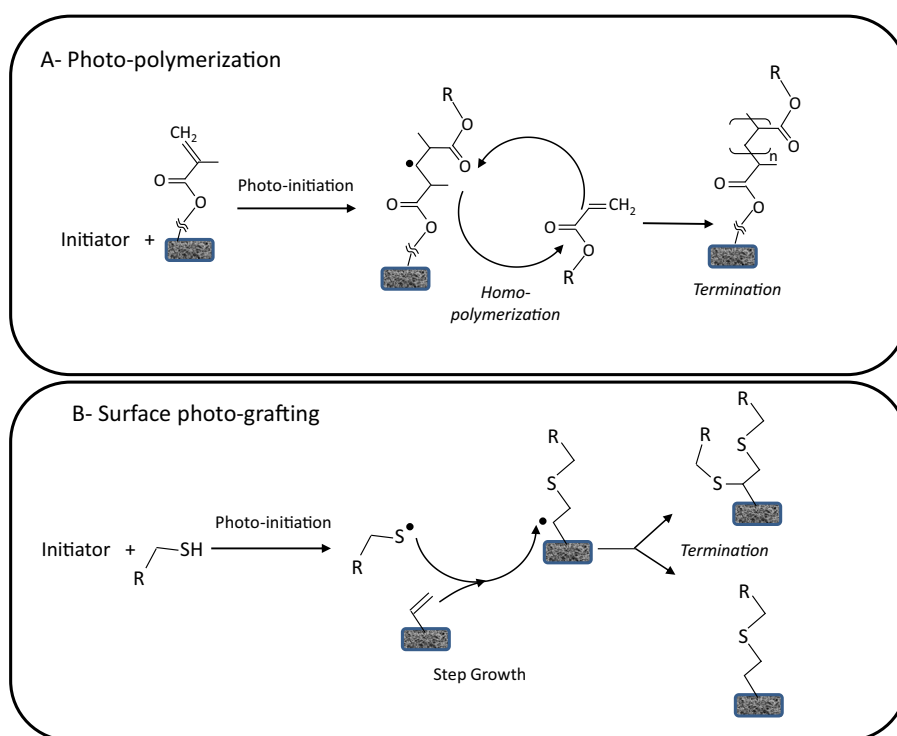 A- Photo-polymerization
R
O
O
CH2
O
O
Photo-initiation
Initiator +
O
O
O
O
R
CH2
Homo-
polymerization
R
O
O
n
O
O
Termination
B- Surface photo-grafting
Initiator + SH
R
Photo-initiation
S
R
Step Growth
R
S
R
R
S
S
Termination
R
S